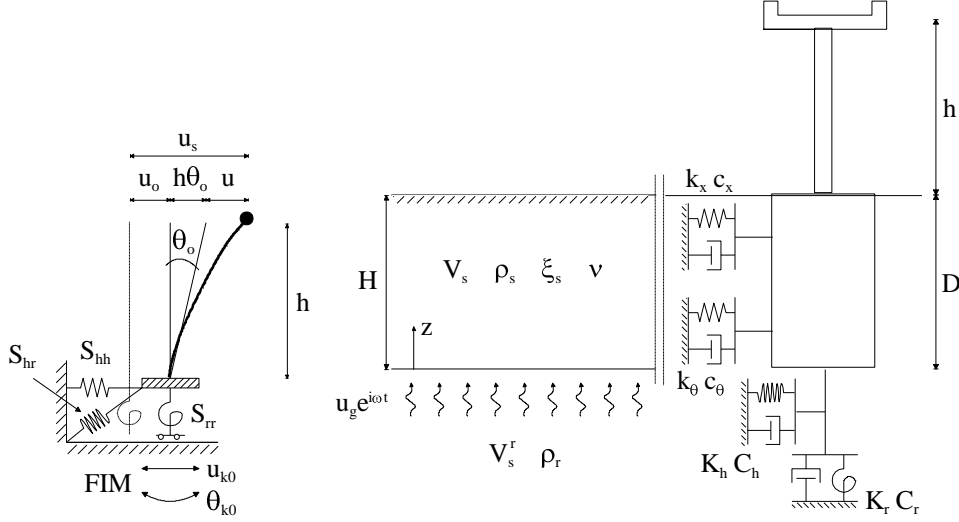 u_s
u_o hθ_o u
θ_o
h
S_hr
S_hh
S_rr
FIM
u_k0
θ_k0
H
V_s ρ_s ξ_s ν
z
u_g e^iωt
V_s^r ρ_r
k_x c_x
k_θ c_θ
K_h C_h
K_r C_r
h
D